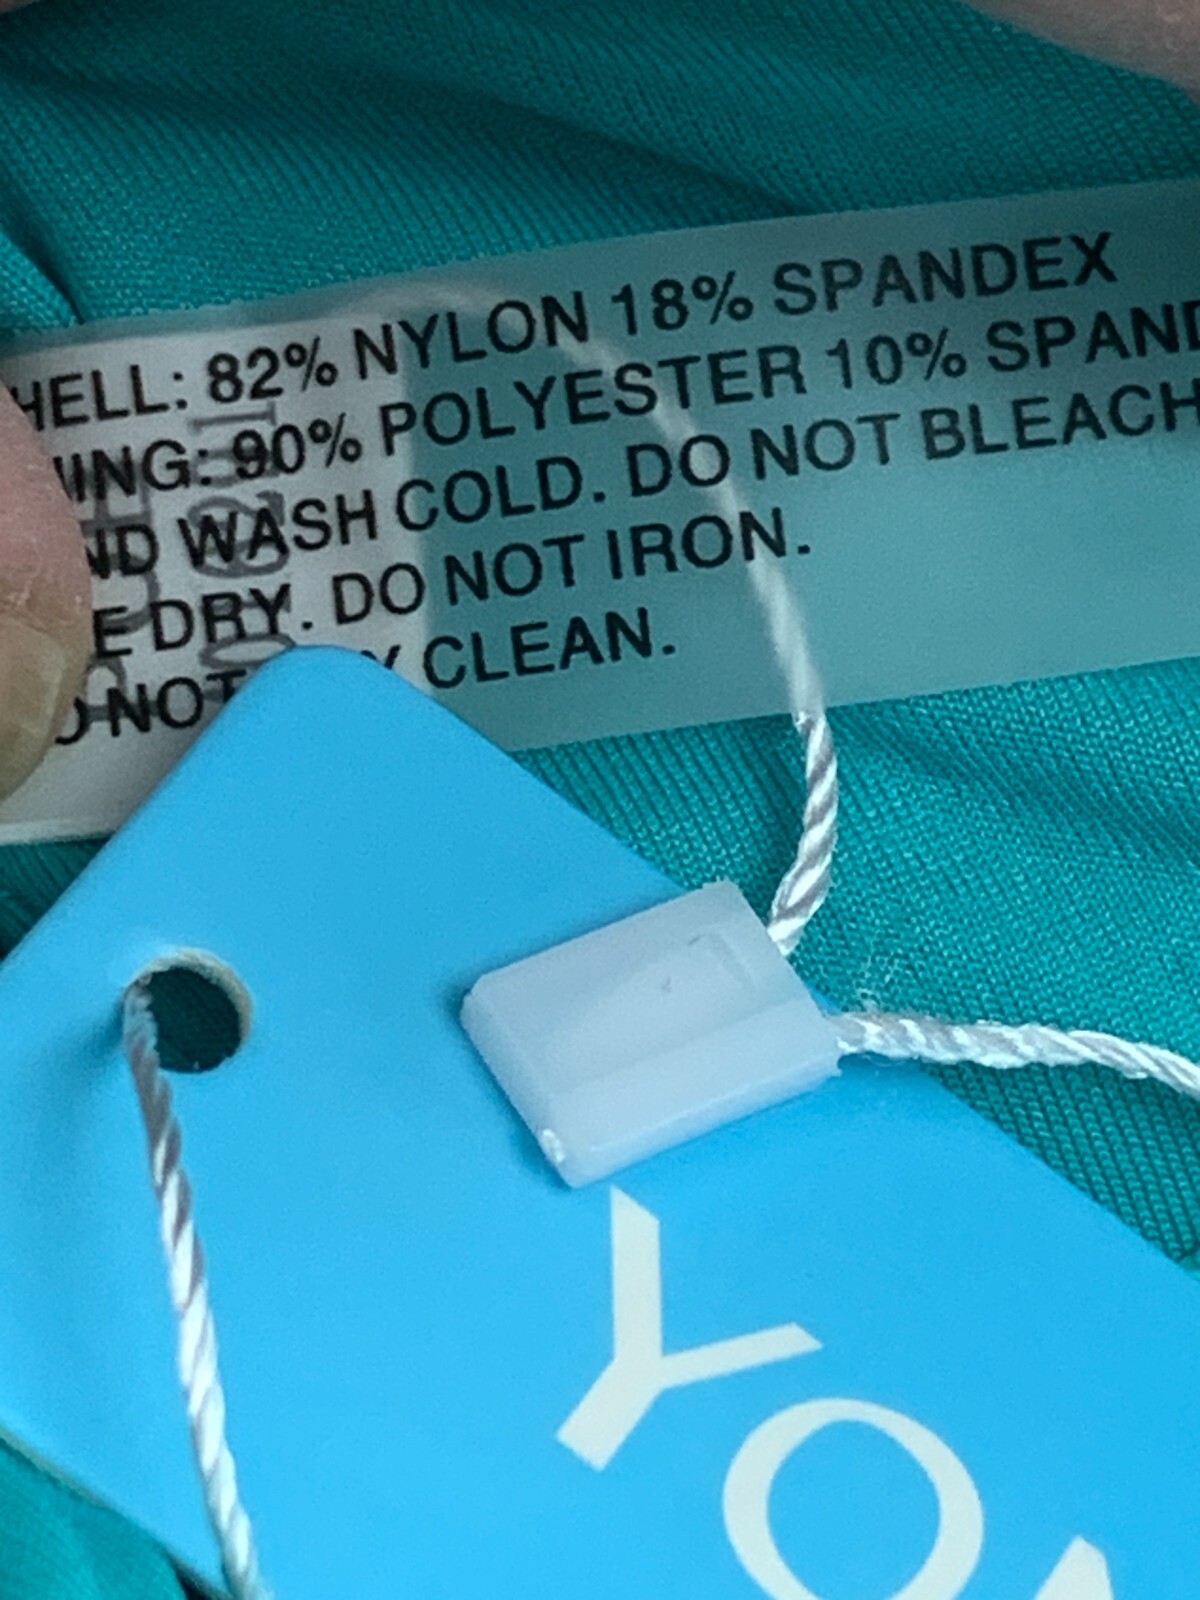 HELL: 82% NYLON 18% SPANDEX
ING: 90% POLYESTER 10% SPAND
ND WASH COLD. DO NOT BLEACH
E DRY. DO NOT IRON.
O NOT Y CLEAN.
YO